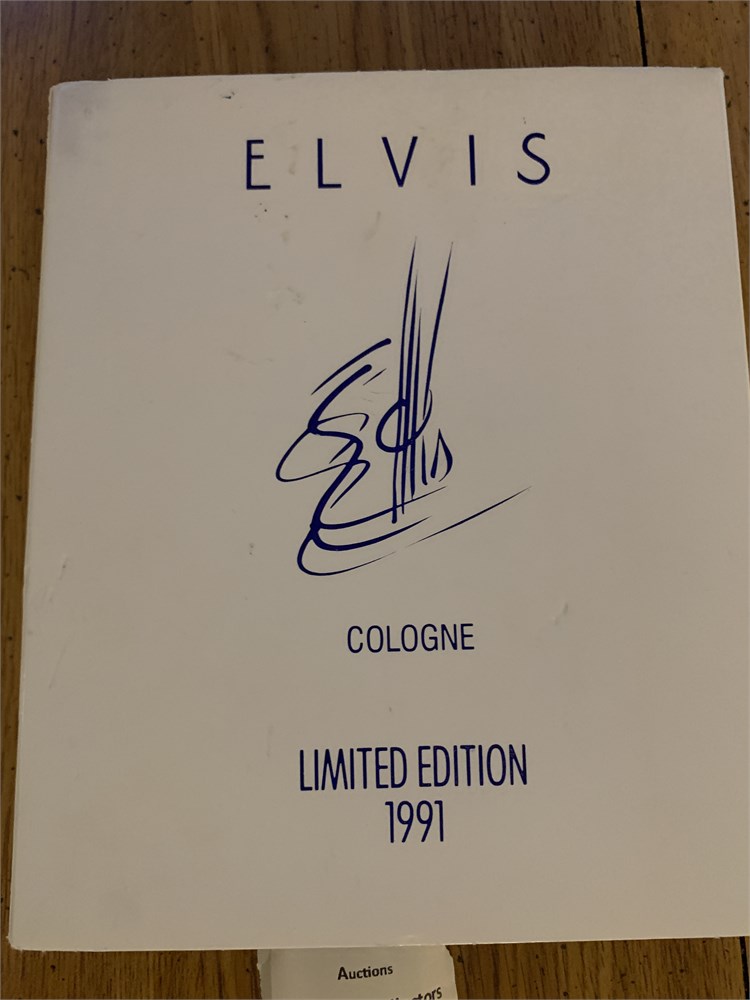 ELVIS
Elvis
COLOGNE
LIMITED EDITION
1991
Auctions